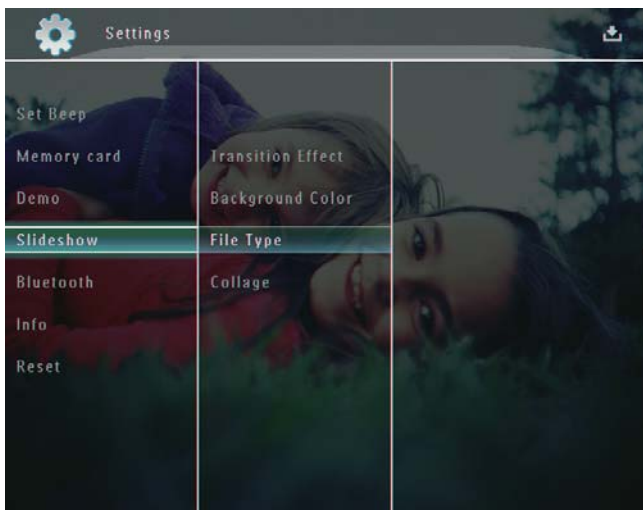 Settings
Set Beep
Memory card
Demo
Slideshow
Bluetooth
Info
Reset
Transition Effect
Background Color
File Type
Collage